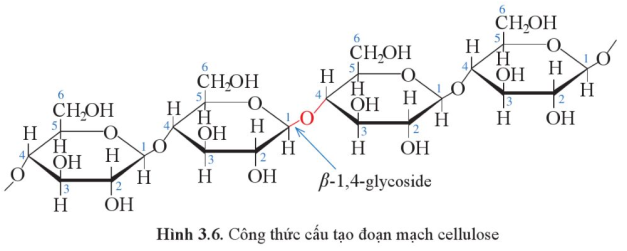 6
CH₂OH
H 5 O
H
4 OH H 1 O
O 3 2 H
H OH
6
CH₂OH
H 5 O
H
4 OH H 1 O
3 2 H
H OH
6
CH₂OH
H 5 O
H
4 OH H 1 O
3 2 H
H OH
6
CH₂OH
H 5 O
H
4 OH H 1 O
3 2 H
H OH
β-1,4-glycoside
Hình 3.6. Công thức cấu tạo đoạn mạch cellulose